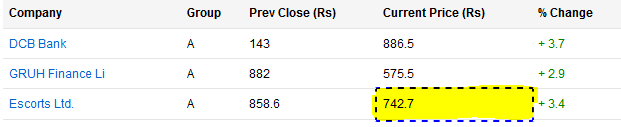 Company Group Prev Close (Rs) Current Price (Rs) % Change
DCB Bank A 143 886.5 + 3.7
GRUH Finance Li A 882 575.5 + 2.9
Escorts Ltd. A 858.6 742.7 + 3.4